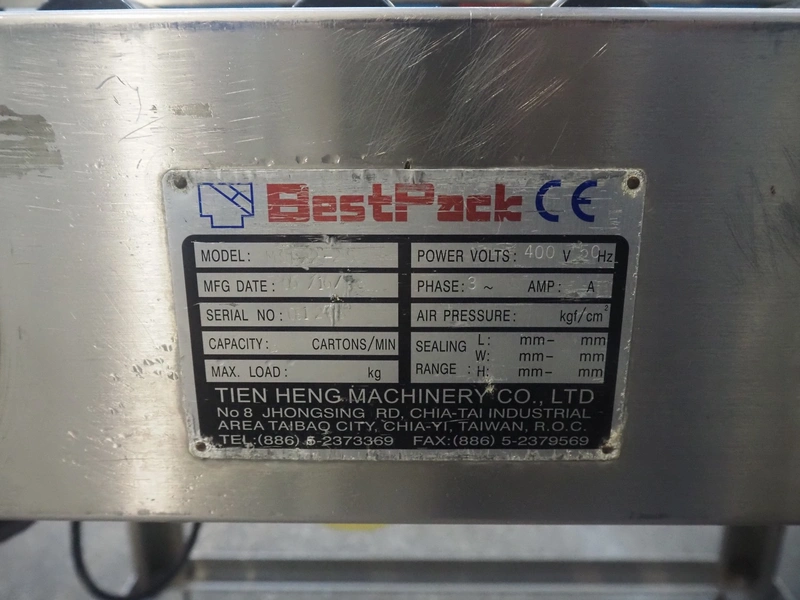 BestPack CE
MODEL:
POWER VOLTS: 400 V 50 Hz
MFG DATE:
PHASE: 3 ~ AMP: A
SERIAL NO:
AIR PRESSURE: kgf/cm²
CAPACITY: CARTONS/MIN
SEALING RANGE :
L: mm- mm
W: mm- mm
H: mm- mm
MAX. LOAD: kg
TIEN HENG MACHINERY CO., LTD
No 8 JHONGSING RD, CHIA-TAI INDUSTRIAL
AREA TAIBAO CITY, CHIA-YI, TAIWAN, R.O.C.
TEL:(886) 5-2373369 FAX:(886) 5-2379569